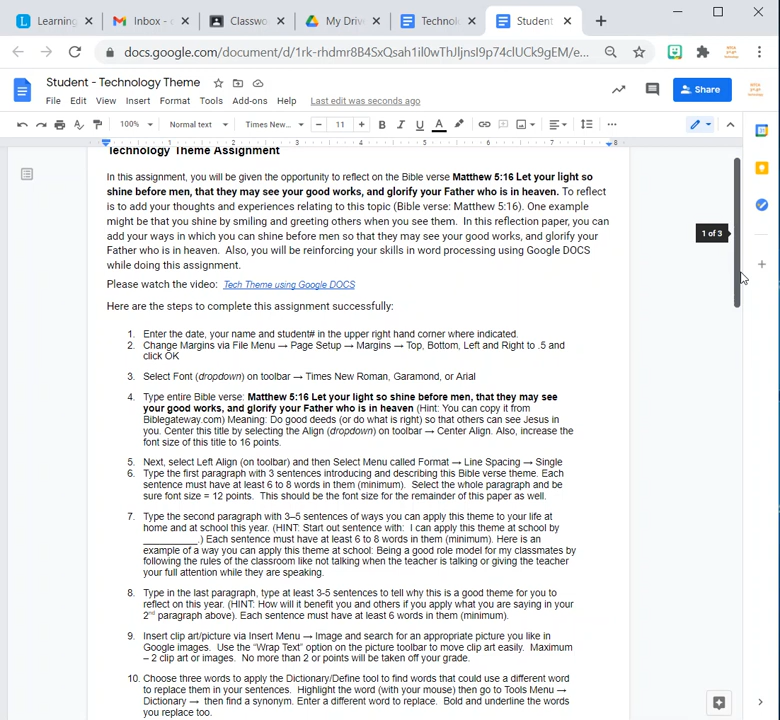 Learning
Inbox -
Classwo
My Driv
Technolo
Student
docs.google.com/document/d/1rk-rhdmr8B4SxQsah1il0wThJljnsI9p74clUCk9gEM/e...
Student - Technology Theme
File Edit View Insert Format Tools Add-ons Help Last edit was seconds ago
Share
100% Normal text Times New... 11 B I U A
1 2 3 4 5 6 7 8
Technology Theme Assignment
In this assignment, you will be given the opportunity to reflect on the Bible verse Matthew 5:16 Let your light so
shine before men, that they may see your good works, and glorify your Father who is in heaven. To reflect
is to add your thoughts and experiences relating to this topic (Bible verse: Matthew 5:16). One example
might be that you shine by smiling and greeting others when you see them. In this reflection paper, you can
add your ways in which you can shine before men so that they may see your good works, and glorify your
Father who is in heaven. Also, you will be reinforcing your skills in word processing using Google DOCS
while doing this assignment.
1 of 3
Please watch the video: Tech Theme using Google DOCS
Here are the steps to complete this assignment successfully:
1. Enter the date, your name and student# in the upper right hand corner where indicated.
2. Change Margins via File Menu → Page Setup → Margins → Top, Bottom, Left and Right to .5 and
click OK
3. Select Font (dropdown) on toolbar → Times New Roman, Garamond, or Arial
4. Type entire Bible verse: Matthew 5:16 Let your light so shine before men, that they may see
your good works, and glorify your Father who is in heaven (Hint: You can copy it from
Biblegateway.com) Meaning: Do good deeds (or do what is right) so that others can see Jesus in
you. Center this title by selecting the Align (dropdown) on toolbar → Center Align. Also, increase the
font size of this title to 16 points.
5. Next, select Left Align (on toolbar) and then Select Menu called Format → Line Spacing → Single
6. Type the first paragraph with 3 sentences introducing and describing this Bible verse theme. Each
sentence must have at least 6 to 8 words in them (minimum). Select the whole paragraph and be
sure font size = 12 points. This should be the font size for the remainder of this paper as well.
7. Type the second paragraph with 3–5 sentences of ways you can apply this theme to your life at
home and at school this year. (HINT: Start out sentence with: I can apply this theme at school by
__________.) Each sentence must have at least 6 to 8 words in them (minimum). Here is an
example of a way you can apply this theme at school: Being a good role model for my classmates by
following the rules of the classroom like not talking when the teacher is talking or giving the teacher
your full attention while they are speaking.
8. Type in the last paragraph, type at least 3-5 sentences to tell why this is a good theme for you to
reflect on this year. (HINT: How will it benefit you and others if you apply what you are saying in your
2nd paragraph above). Each sentence must have at least 6 words in them (minimum).
9. Insert clip art/picture via Insert Menu → Image and search for an appropriate picture you like in
Google images. Use the "Wrap Text" option on the picture toolbar to move clip art easily. Maximum
– 2 clip art or images. No more than 2 or points will be taken off your grade.
10. Choose three words to apply the Dictionary/Define tool to find words that could use a different word
to replace them in your sentences. Highlight the word (with your mouse) then go to Tools Menu →
Dictionary → then find a synonym. Enter a different word to replace. Bold and underline the words
you replace too.